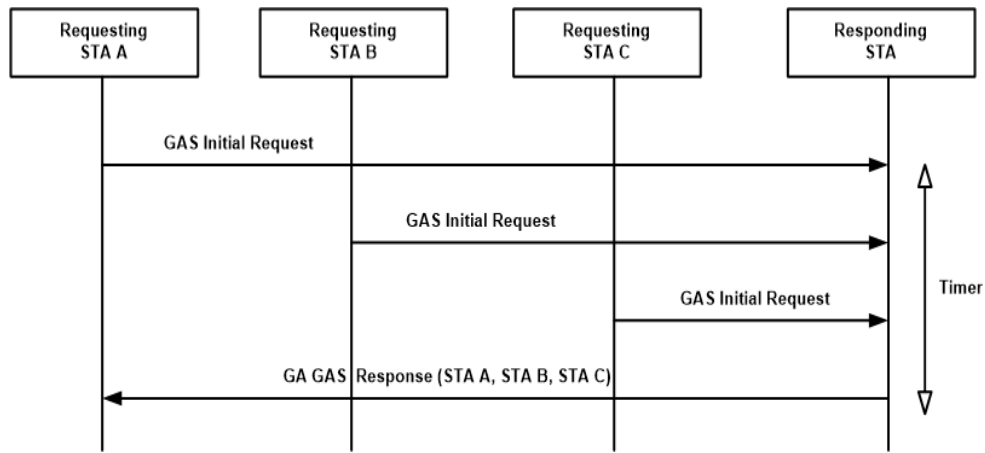 Requesting
STA A
Requesting
STA B
Requesting
STA C
Responding
STA
GAS Initial Request
GAS Initial Request
GAS Initial Request
Timer
GA GAS Response (STA A, STA B, STA C)